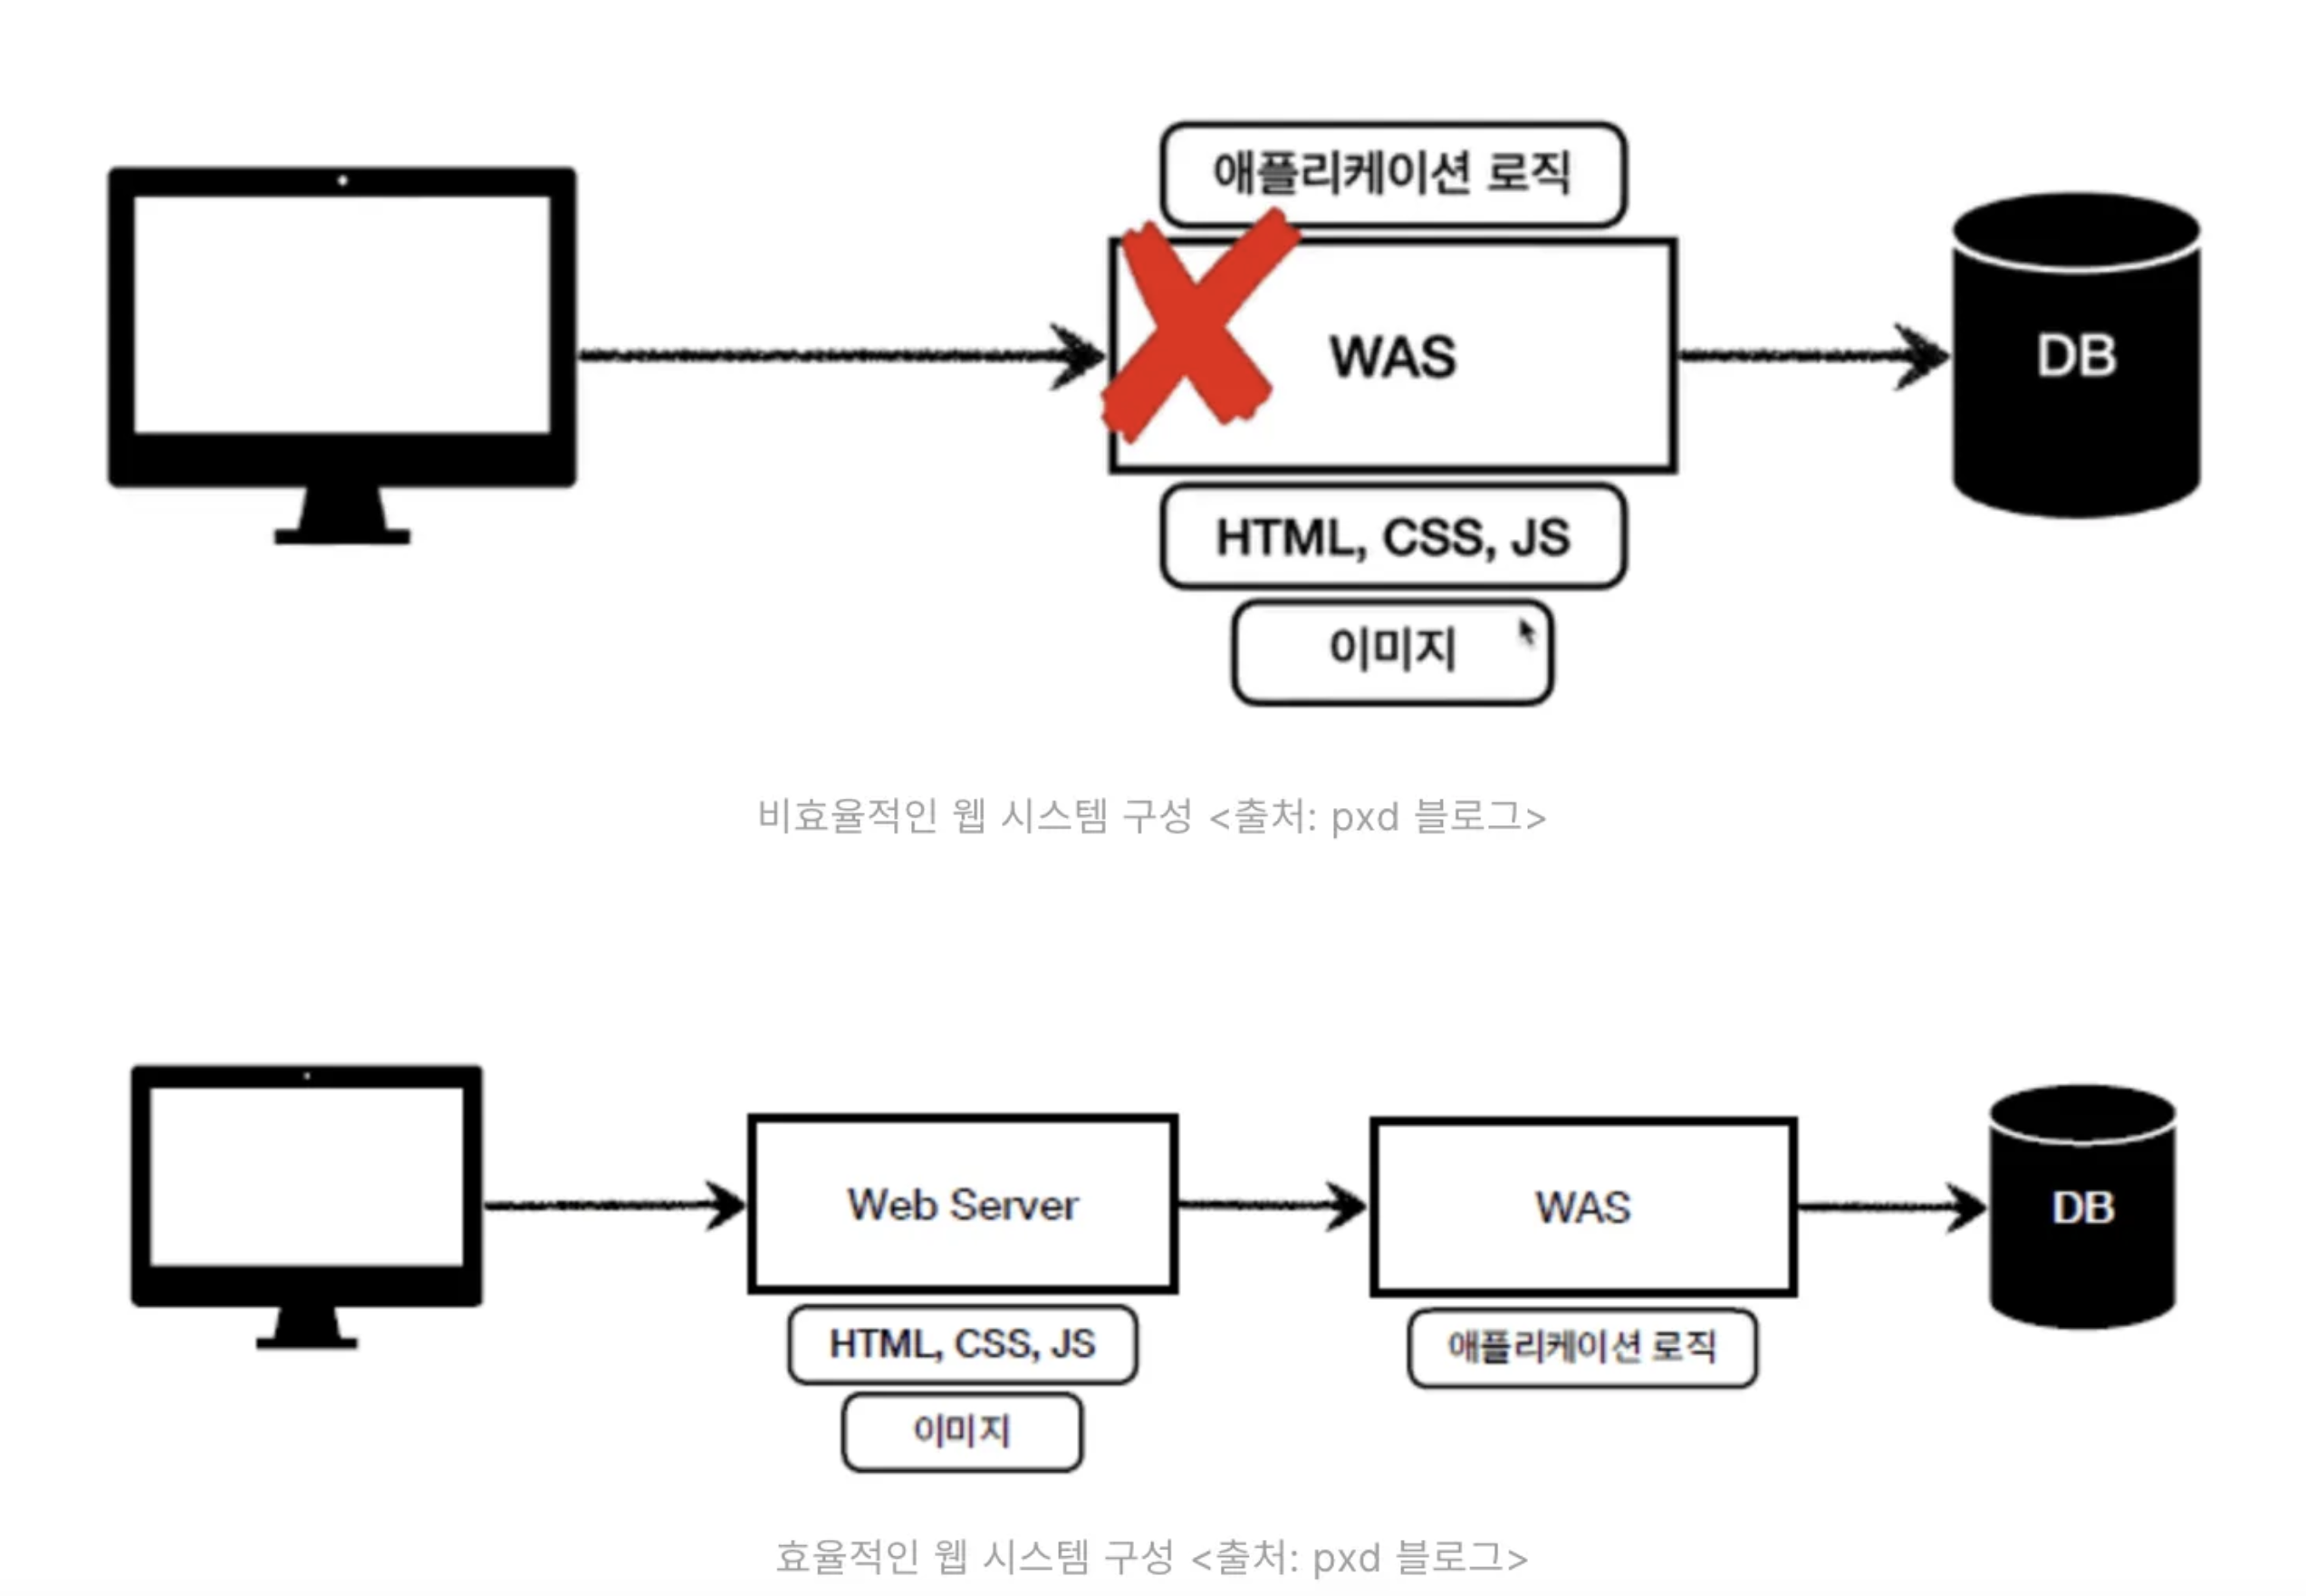 애플리케이션 로직
WAS
DB
HTML, CSS, JS
이미지
비효율적인 웹 시스템 구성 <출처: pxd 블로그>
Web Server
WAS
DB
HTML, CSS, JS
애플리케이션 로직
이미지
효율적인 웹 시스템 구성 <출처: pxd 블로그>